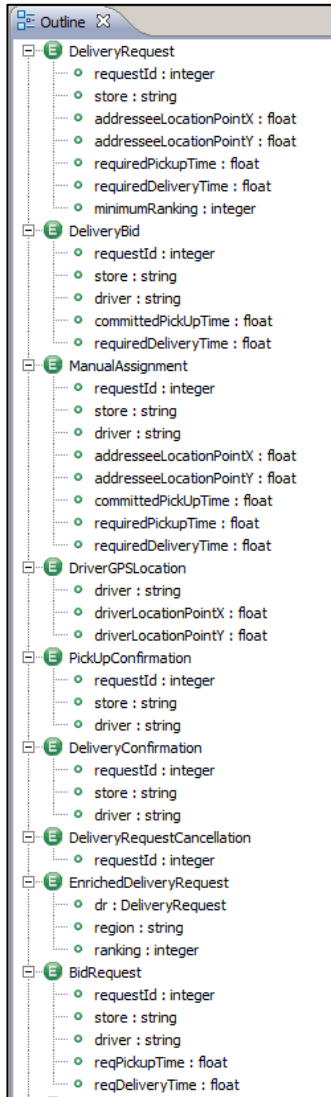 Outline
DeliveryRequest
requestId : integer
store : string
addresseeLocationPointX : float
addresseeLocationPointY : float
requiredPickupTime : float
requiredDeliveryTime : float
minimumRanking : integer
DeliveryBid
requestId : integer
store : string
driver : string
committedPickUpTime : float
requiredDeliveryTime : float
ManualAssignment
requestId : integer
store : string
driver : string
addresseeLocationPointX : float
addresseeLocationPointY : float
committedPickUpTime : float
requiredPickupTime : float
requiredDeliveryTime : float
DriverGPSLocation
driver : string
driverLocationPointX : float
driverLocationPointY : float
PickUpConfirmation
requestId : integer
store : string
driver : string
DeliveryConfirmation
requestId : integer
store : string
driver : string
DeliveryRequestCancellation
requestId : integer
EnrichedDeliveryRequest
dr : DeliveryRequest
region : string
ranking : integer
BidRequest
requestId : integer
store : string
driver : string
reqPickupTime : float
reqDeliveryTime : float